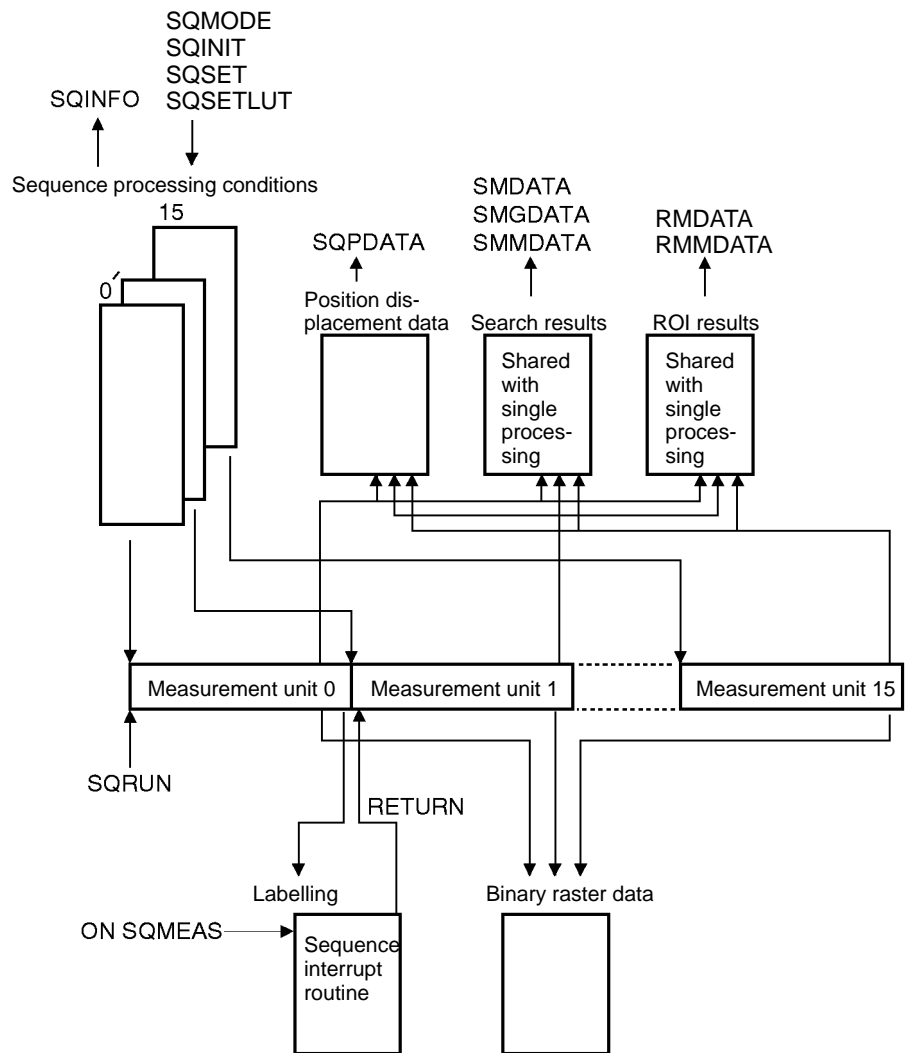 SQMODE
SQINIT
SQSET
SQSETLUT
SQINFO
Sequence processing conditions
15
0
SMDATA
SMGDATA
SMMDATA
RMDATA
RMMDATA
SQPDATA
Position dis-
placement data
Search results
ROI results
Shared
with
single
proces-
sing
Shared
with
single
proces-
sing
Measurement unit 0
Measurement unit 1
Measurement unit 15
SQRUN
RETURN
Labelling
Binary raster data
ON SQMEAS
Sequence
interrupt
routine